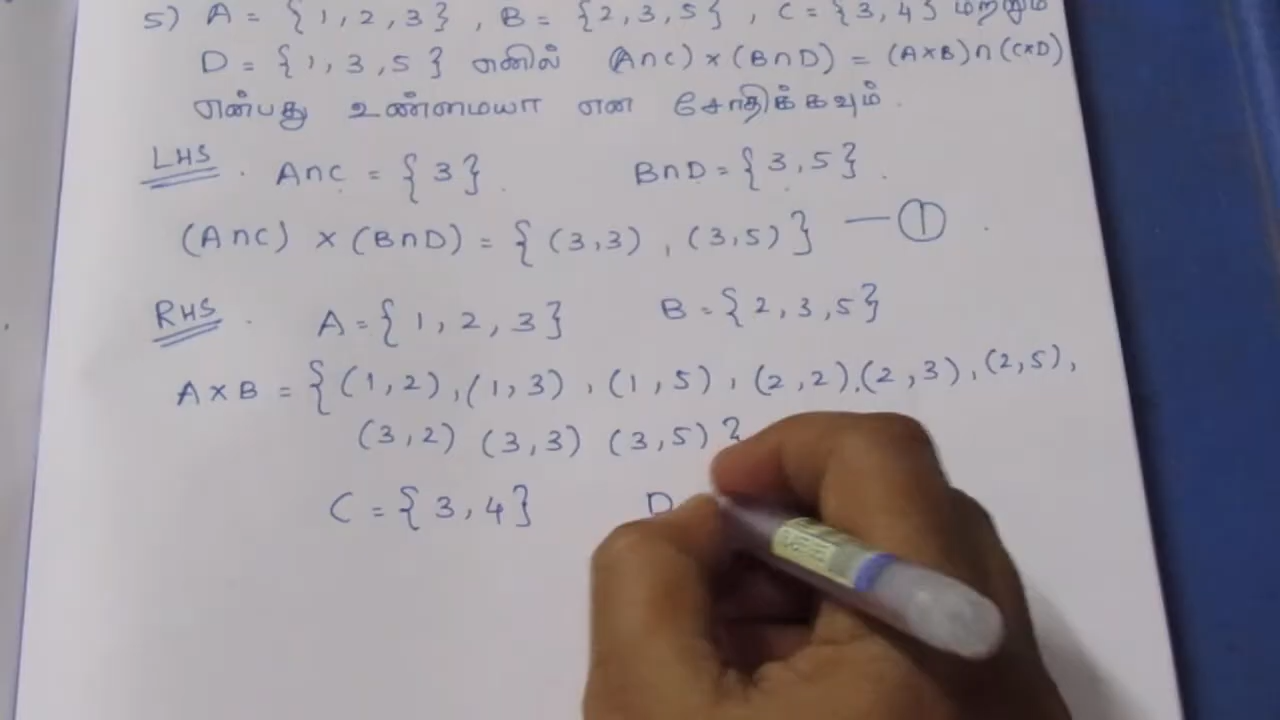 5) A = {1, 2, 3}, B = {2, 3, 5}, C = {3, 4} மற்றும்
D = {1, 3, 5} எனில் (A∩C) × (B∩D) = (A×B)∩(C×D)
என்பது உண்மையா என சோதிக்கவும்.
LHS . A∩C = {3}. B∩D = {3, 5}.
(A∩C) × (B∩D) = {(3,3), (3,5)} — ①
RHS . A = {1, 2, 3} B = {2, 3, 5}
A × B = {(1,2), (1,3), (1,5), (2,2), (2,3), (2,5),
(3,2) (3,3) (3,5)}
C = {3, 4} D